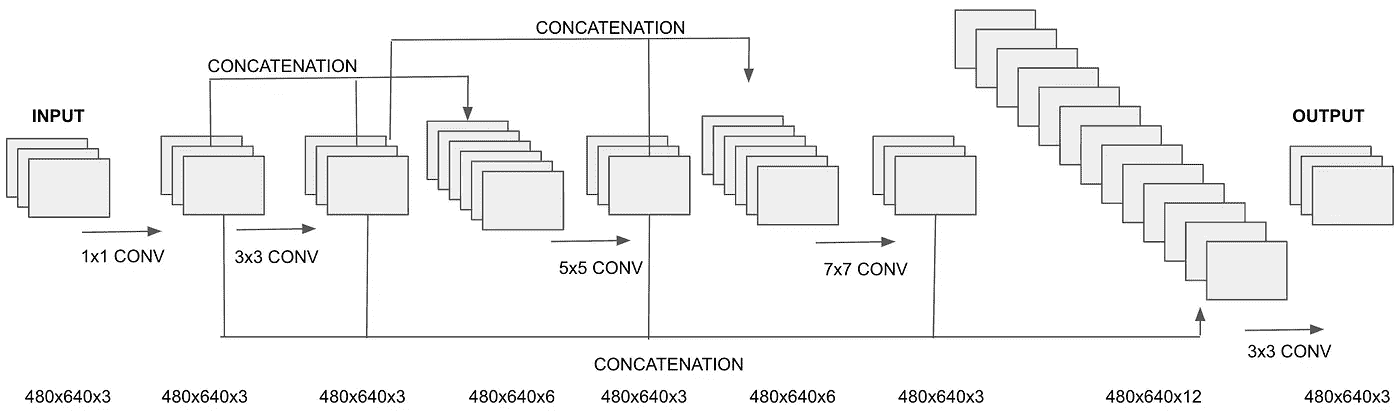 CONCATENATION
CONCATENATION
INPUT
OUTPUT
1x1 CONV
3x3 CONV
5x5 CONV
7x7 CONV
3x3 CONV
CONCATENATION
480x640x3
480x640x3
480x640x3
480x640x6
480x640x3
480x640x6
480x640x3
480x640x12
480x640x3